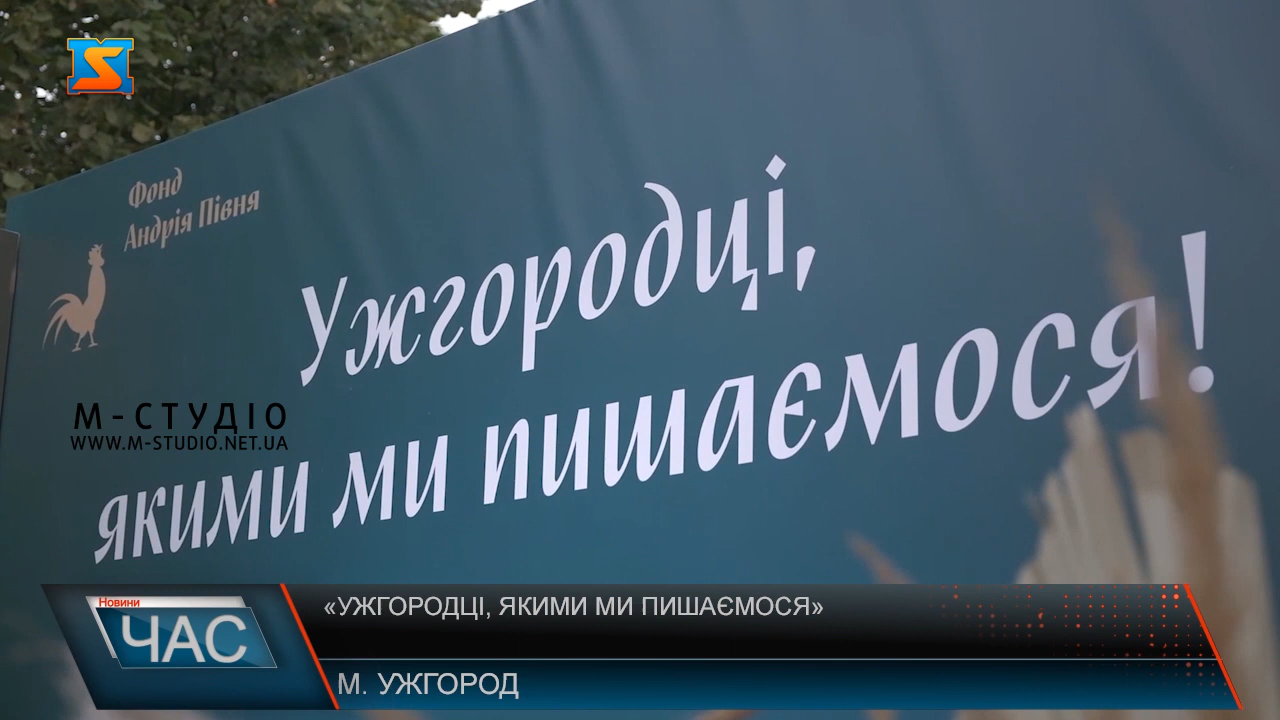 Фонд
Андрія Півня
Ужгородці,
якими ми пишаємося!
М-СТУДІО
WWW.M-STUDIO.NET.UA
Новини
ЧАС
«УЖГОРОДЦІ, ЯКИМИ МИ ПИШАЄМОСЯ»
М. УЖГОРОД